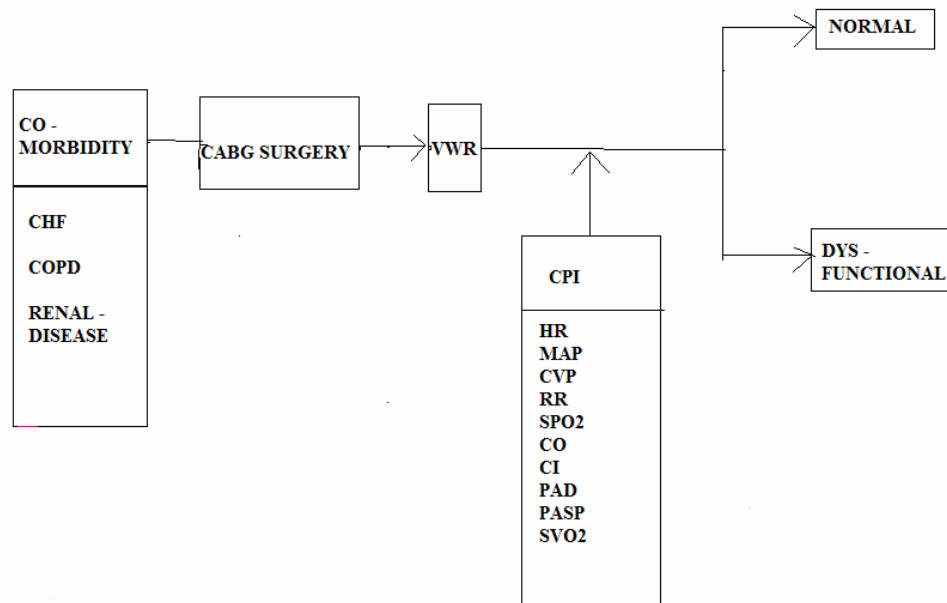 CO -
MORBIDITY
CHF
COPD
RENAL -
DISEASE
CABG SURGERY
VWR
CPI
HR
MAP
CVP
RR
SPO2
CO
CI
PAD
PASP
SVO2
NORMAL
DYS -
FUNCTIONAL